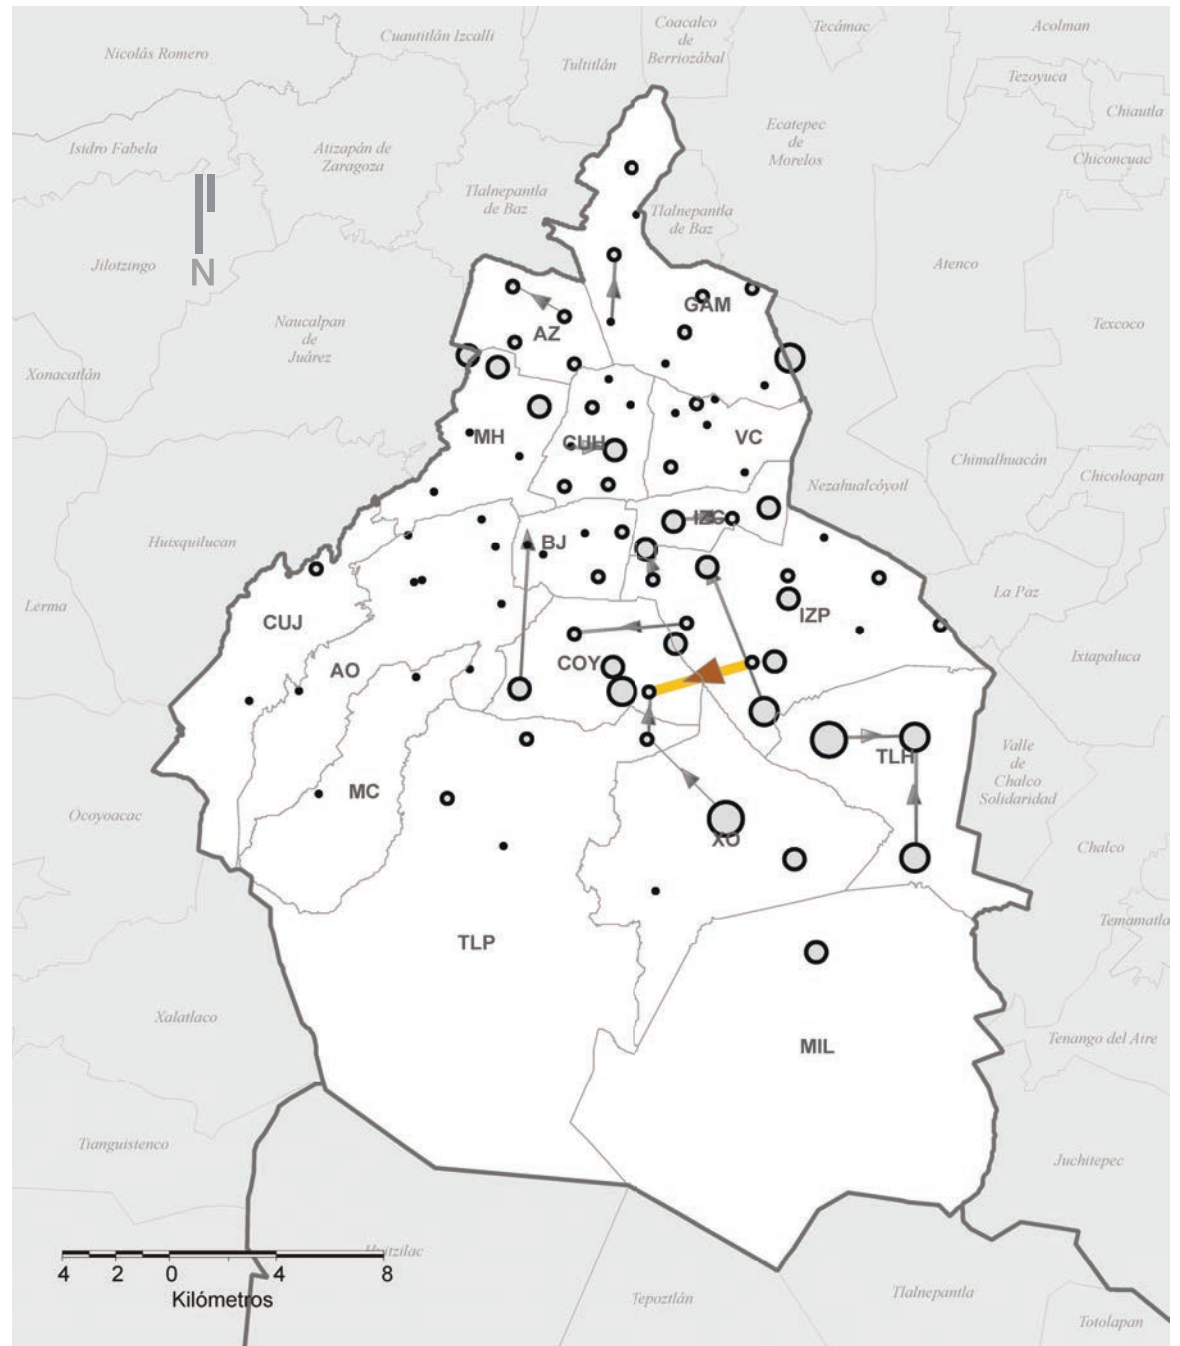 Coacalco
de
Berriozábal
Tecámac
Acolman
Cuautitlán Izcalli
Nicolás Romero
Tultitlán
Tezoyuca
Chiautla
Ecatepec
de
Morelos
Isidro Fabela
Atizapán de
Zaragoza
Chiconcuac
Tlalnepantla
de Baz
Tlalnepantla
de Baz
N
Jilotzingo
Atenco
GAM
Naucalpan
de
Juárez
AZ
Texcoco
Xonacatlán
MH
CUH
VC
Chimalhuacán
Chicoloapan
Nezahualcóyotl
IZC
Huixquilucan
BJ
La Paz
Lerma
CUJ
IZP
Ixtapaluca
AO
COY
Valle
de
Chalco
Solidaridad
TLH
MC
Ocoyoacac
XO
Chalco
Temamatla
TLP
Xalatlaco
Tenango del Aire
MIL
Tianguistenco
Juchitepec
Huitzilac
4 2 0 4 8
Kilómetros
Tepoztlán
Tlalnepantla
Totolapan